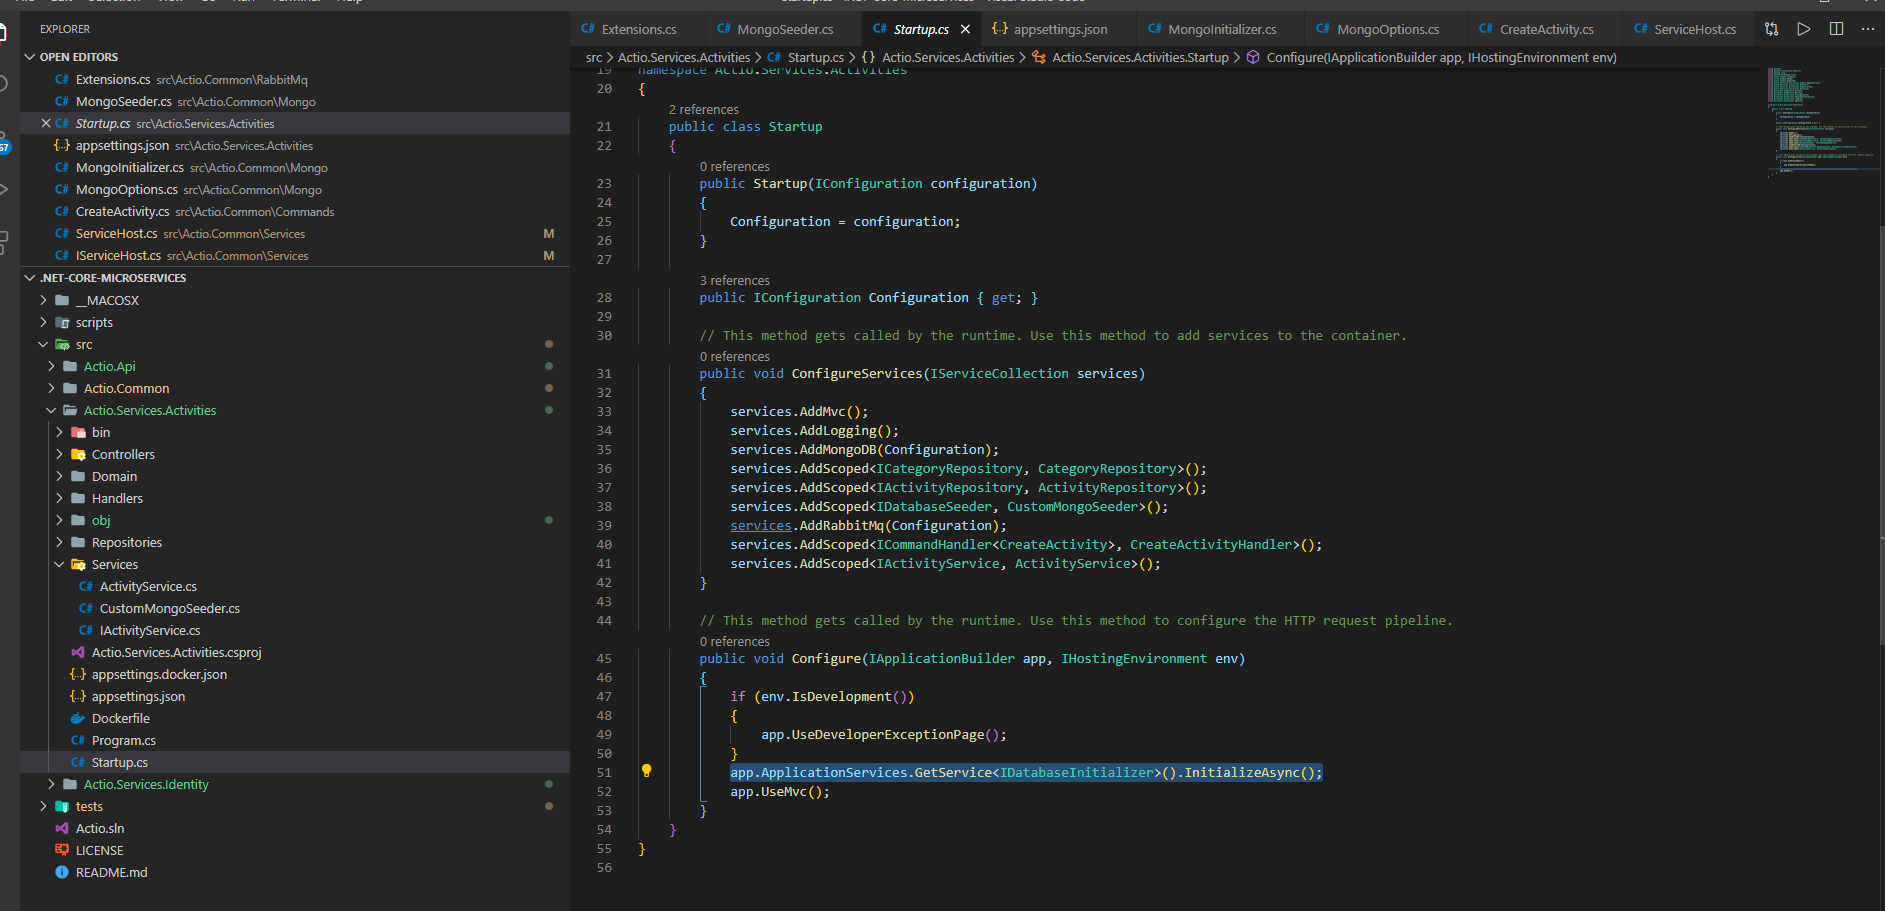 EXPLORER
OPEN EDITORS
Extensions.cs src\Actio.Common\RabbitMq
MongoSeeder.cs src\Actio.Common\Mongo
Startup.cs src\Actio.Services.Activities
appsettings.json src\Actio.Services.Activities
MongoInitializer.cs src\Actio.Common\Mongo
MongoOptions.cs src\Actio.Common\Mongo
CreateActivity.cs src\Actio.Common\Commands
ServiceHost.cs src\Actio.Common\Services M
IServiceHost.cs src\Actio.Common\Services M
.NET-CORE-MICROSERVICES
__MACOSX
scripts
src
Actio.Api
Actio.Common
Actio.Services.Activities
bin
Controllers
Domain
Handlers
obj
Repositories
Services
C# ActivityService.cs
C# CustomMongoSeeder.cs
C# IActivityService.cs
Actio.Services.Activities.csproj
{..} appsettings.docker.json
{..} appsettings.json
Dockerfile
C# Program.cs
C# Startup.cs
Actio.Services.Identity
tests
Actio.sln
LICENSE
README.md
57
C# Extensions.cs C# MongoSeeder.cs C# Startup.cs {..} appsettings.json C# MongoInitializer.cs C# MongoOptions.cs C# CreateActivity.cs C# ServiceHost.cs
src > Actio.Services.Activities > C# Startup.cs > {} Actio.Services.Activities > Actio.Services.Activities.Startup > Configure(IApplicationBuilder app, IHostingEnvironment env)
19 namespace Actio.Services.Activities
20 {
2 references
21 public class Startup
22 {
0 references
23 public Startup(IConfiguration configuration)
24 {
25 Configuration = configuration;
26 }
27
3 references
28 public IConfiguration Configuration { get; }
29
30 // This method gets called by the runtime. Use this method to add services to the container.
0 references
31 public void ConfigureServices(IServiceCollection services)
32 {
33 services.AddMvc();
34 services.AddLogging();
35 services.AddMongoDB(Configuration);
36 services.AddScoped<ICategoryRepository, CategoryRepository>();
37 services.AddScoped<IActivityRepository, ActivityRepository>();
38 services.AddScoped<IDatabaseSeeder, CustomMongoSeeder>();
39 services.AddRabbitMq(Configuration);
40 services.AddScoped<ICommandHandler<CreateActivity>, CreateActivityHandler>();
41 services.AddScoped<IActivityService, ActivityService>();
42 }
43
44 // This method gets called by the runtime. Use this method to configure the HTTP request pipeline.
0 references
45 public void Configure(IApplicationBuilder app, IHostingEnvironment env)
46 {
47 if (env.IsDevelopment())
48 {
49 app.UseDeveloperExceptionPage();
50 }
51 app.ApplicationServices.GetService<IDatabaseInitializer>().InitializeAsync();
52 app.UseMvc();
53 }
54 }
55 }
56